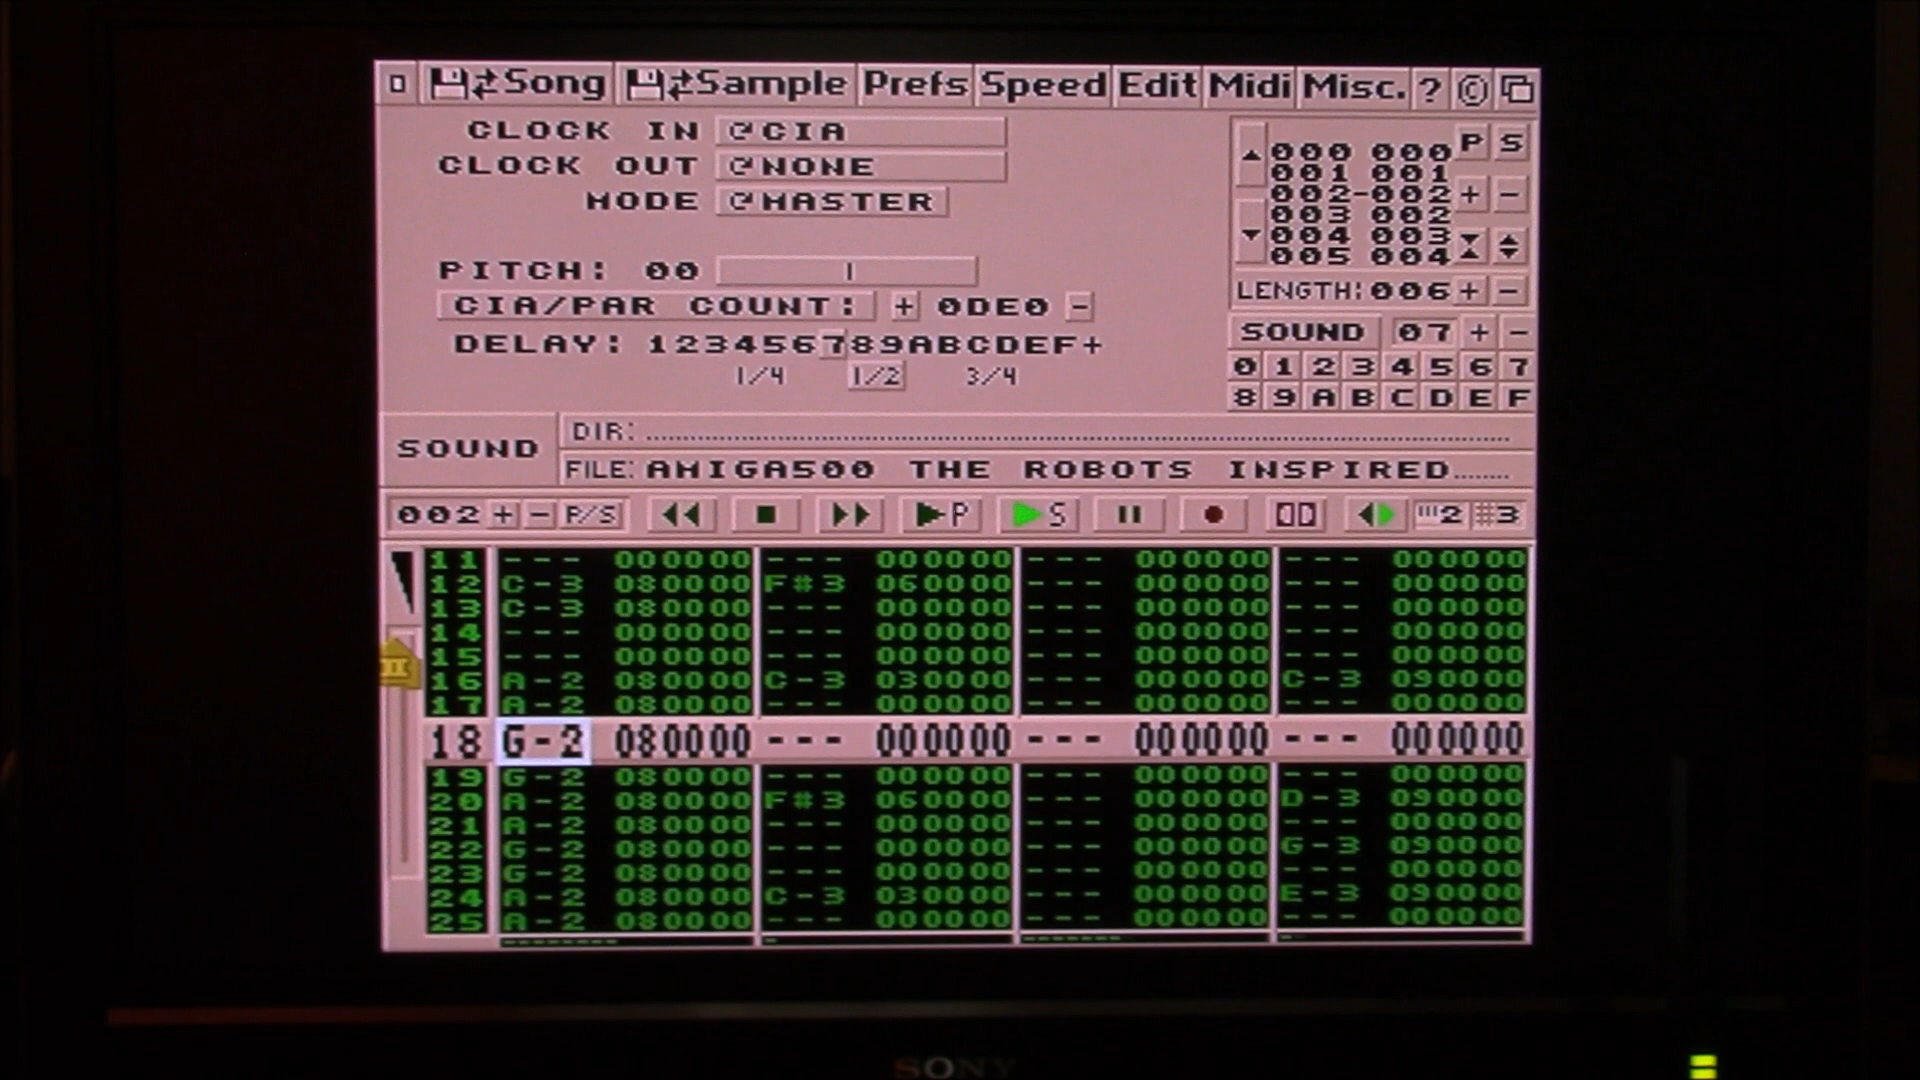 Song Sample Prefs Speed Edit Midi Misc. ? ©
CLOCK IN CIA
CLOCK OUT NONE
MODE MASTER
PITCH: 00
CIA/PAR COUNT: + 0DE0 -
DELAY: 123456789ABCDEF+
1/4 1/2 3/4
000 000 P S
001 001
002-002 + -
003 002
004 003
005 004
LENGTH: 006 + -
SOUND 07 + -
0 1 2 3 4 5 6 7
8 9 A B C D E F
SOUND
DIR:
FILE: AMIGA500 THE ROBOTS INSPIRED
002 + - P/S P S 2 3
11 --- 000000 --- 000000 --- 000000 --- 000000
12 C-3 080000 F#3 060000 --- 000000 --- 000000
13 C-3 080000 --- 000000 --- 000000 --- 000000
14 --- 000000 --- 000000 --- 000000 --- 000000
15 --- 000000 --- 000000 --- 000000 --- 000000
16 A-2 080000 C-3 030000 --- 000000 C-3 090000
17 A-2 080000 --- 000000 --- 000000 --- 000000
18 G-2 080000 --- 000000 --- 000000 --- 000000
19 G-2 080000 --- 000000 --- 000000 --- 000000
20 A-2 080000 F#3 060000 --- 000000 D-3 090000
21 A-2 080000 --- 000000 --- 000000 --- 000000
22 G-2 080000 --- 000000 --- 000000 G-3 090000
23 G-2 080000 --- 000000 --- 000000 --- 000000
24 A-2 080000 C-3 030000 --- 000000 E-3 090000
25 A-2 080000 --- 000000 --- 000000 --- 000000
SONY